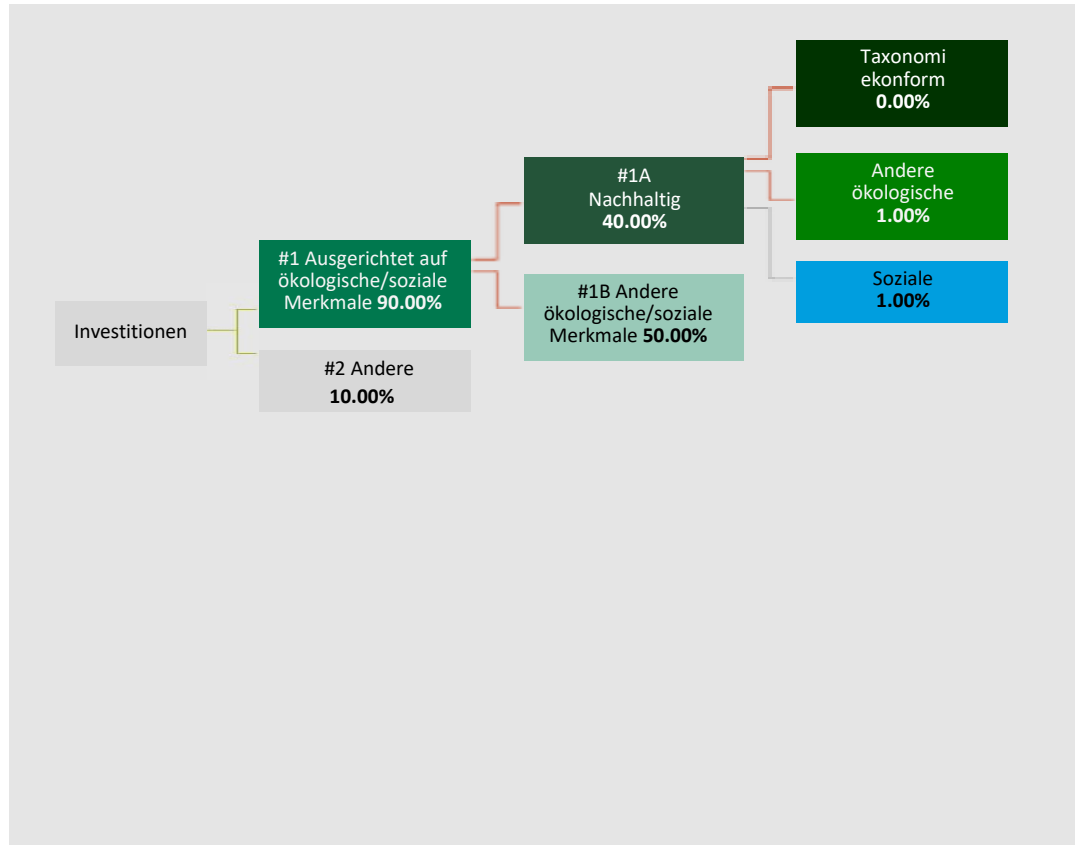 Investitionen
#1 Ausgerichtet auf
ökologische/soziale
Merkmale 90.00%
#2 Andere
10.00%
#1A
Nachhaltig
40.00%
#1B Andere
ökologische/soziale
Merkmale 50.00%
Taxonomi
ekonform
0.00%
Andere
ökologische
1.00%
Soziale
1.00%